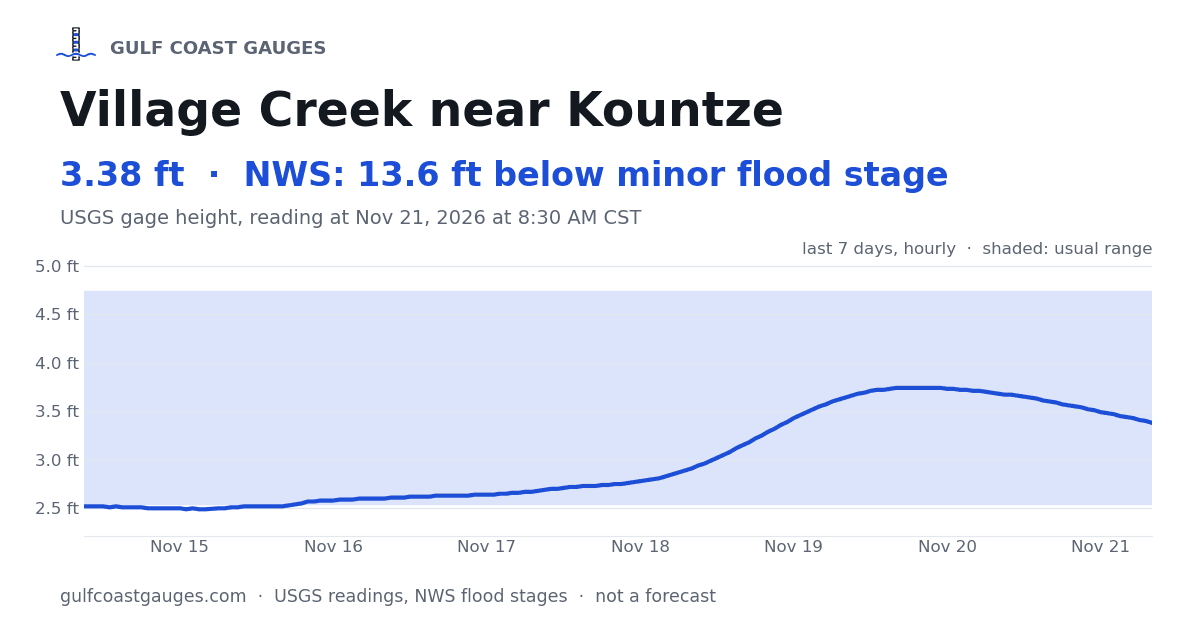 GULF COAST GAUGES
Village Creek near Kountze
3.38 ft · NWS: 13.6 ft below minor flood stage
USGS gage height, reading at Nov 21, 2026 at 8:30 AM CST
last 7 days, hourly · shaded: usual range
5.0 ft
4.5 ft
4.0 ft
3.5 ft
3.0 ft
2.5 ft
Nov 15 Nov 16 Nov 17 Nov 18 Nov 19 Nov 20 Nov 21
gulfcoastgauges.com · USGS readings, NWS flood stages · not a forecast